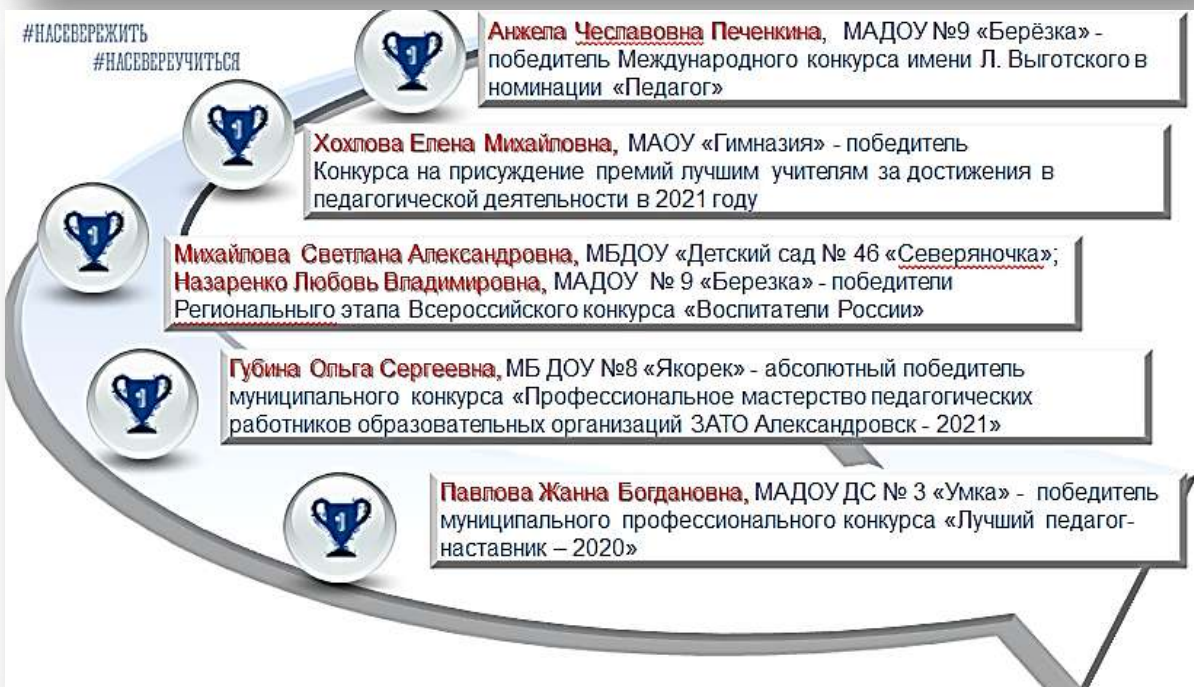 #НАСЕВЕРЕЖИТЬ
#НАСЕВЕРЕУЧИТЬСЯ
Анжела Чеславовна Печенкина, МАДОУ №9 «Берёзка» -
победитель Международного конкурса имени Л. Выготского в
номинации «Педагог»
Хохлова Елена Михайловна, МАОУ «Гимназия» - победитель
Конкурса на присуждение премий лучшим учителям за достижения в
педагогической деятельности в 2021 году
Михайлова Светлана Александровна, МБДОУ «Детский сад № 46 «Северяночка»;
Назаренко Любовь Владимировна, МАДОУ № 9 «Березка» - победители
Региональныго этапа Всероссийского конкурса «Воспитатели России»
Губина Ольга Сергеевна, МБ ДОУ №8 «Якорек» - абсолютный победитель
муниципального конкурса «Профессиональное мастерство педагогических
работников образовательных организаций ЗАТО Александровск - 2021»
Павлова Жанна Богдановна, МАДОУ ДС № 3 «Умка» - победитель
муниципального профессионального конкурса «Лучший педагог-
наставник – 2020»